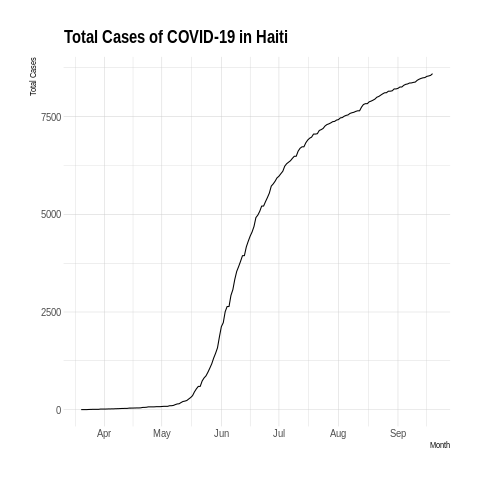 Total Cases of COVID-19 in Haiti
Total Cases
7500
5000
2500
0
Apr May Jun Jul Aug Sep
Month